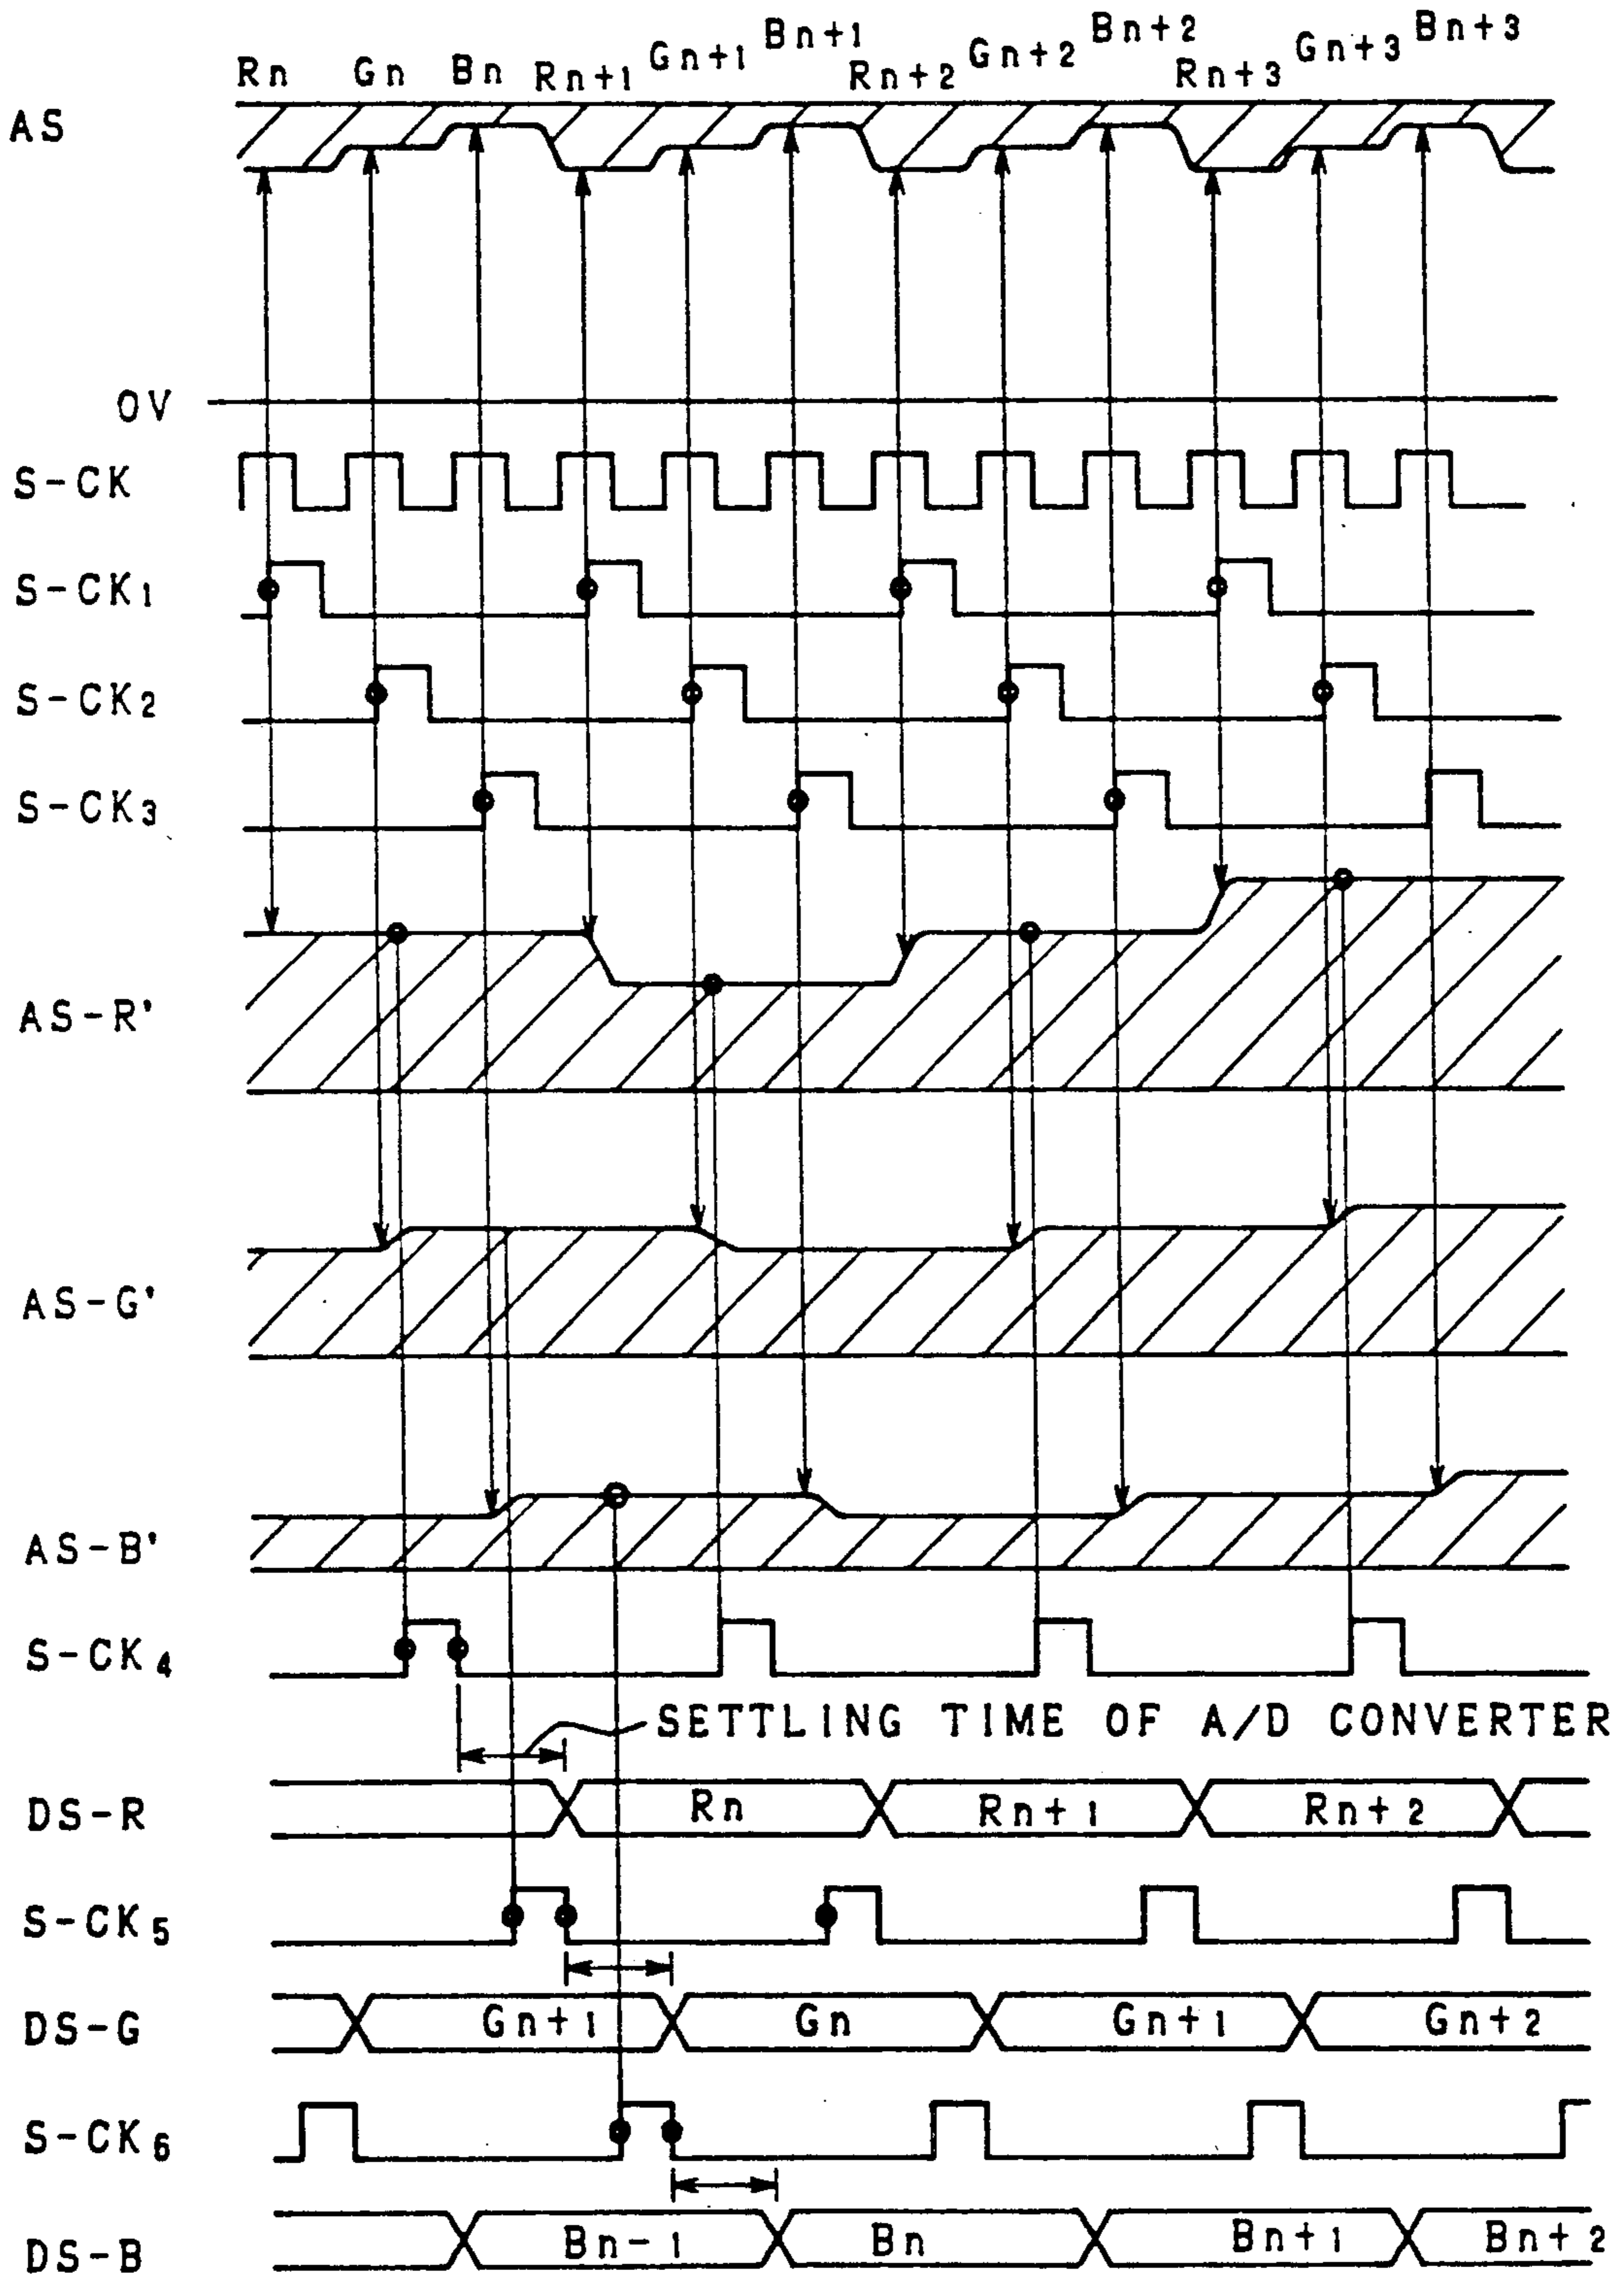 Rn Gn Bn Rn+1 Gn+1 Bn+1 Rn+2 Gn+2 Bn+2 Rn+3 Gn+3 Bn+3
AS
0V
S-CK
S-CK1
S-CK2
S-CK3
AS-R'
AS-G'
AS-B'
S-CK4
SETTLING TIME OF A/D CONVERTER
DS-R Rn Rn+1 Rn+2
S-CK5
DS-G Gn+1 Gn Gn+1 Gn+2
S-CK6
DS-B Bn-1 Bn Bn+1 Bn+2